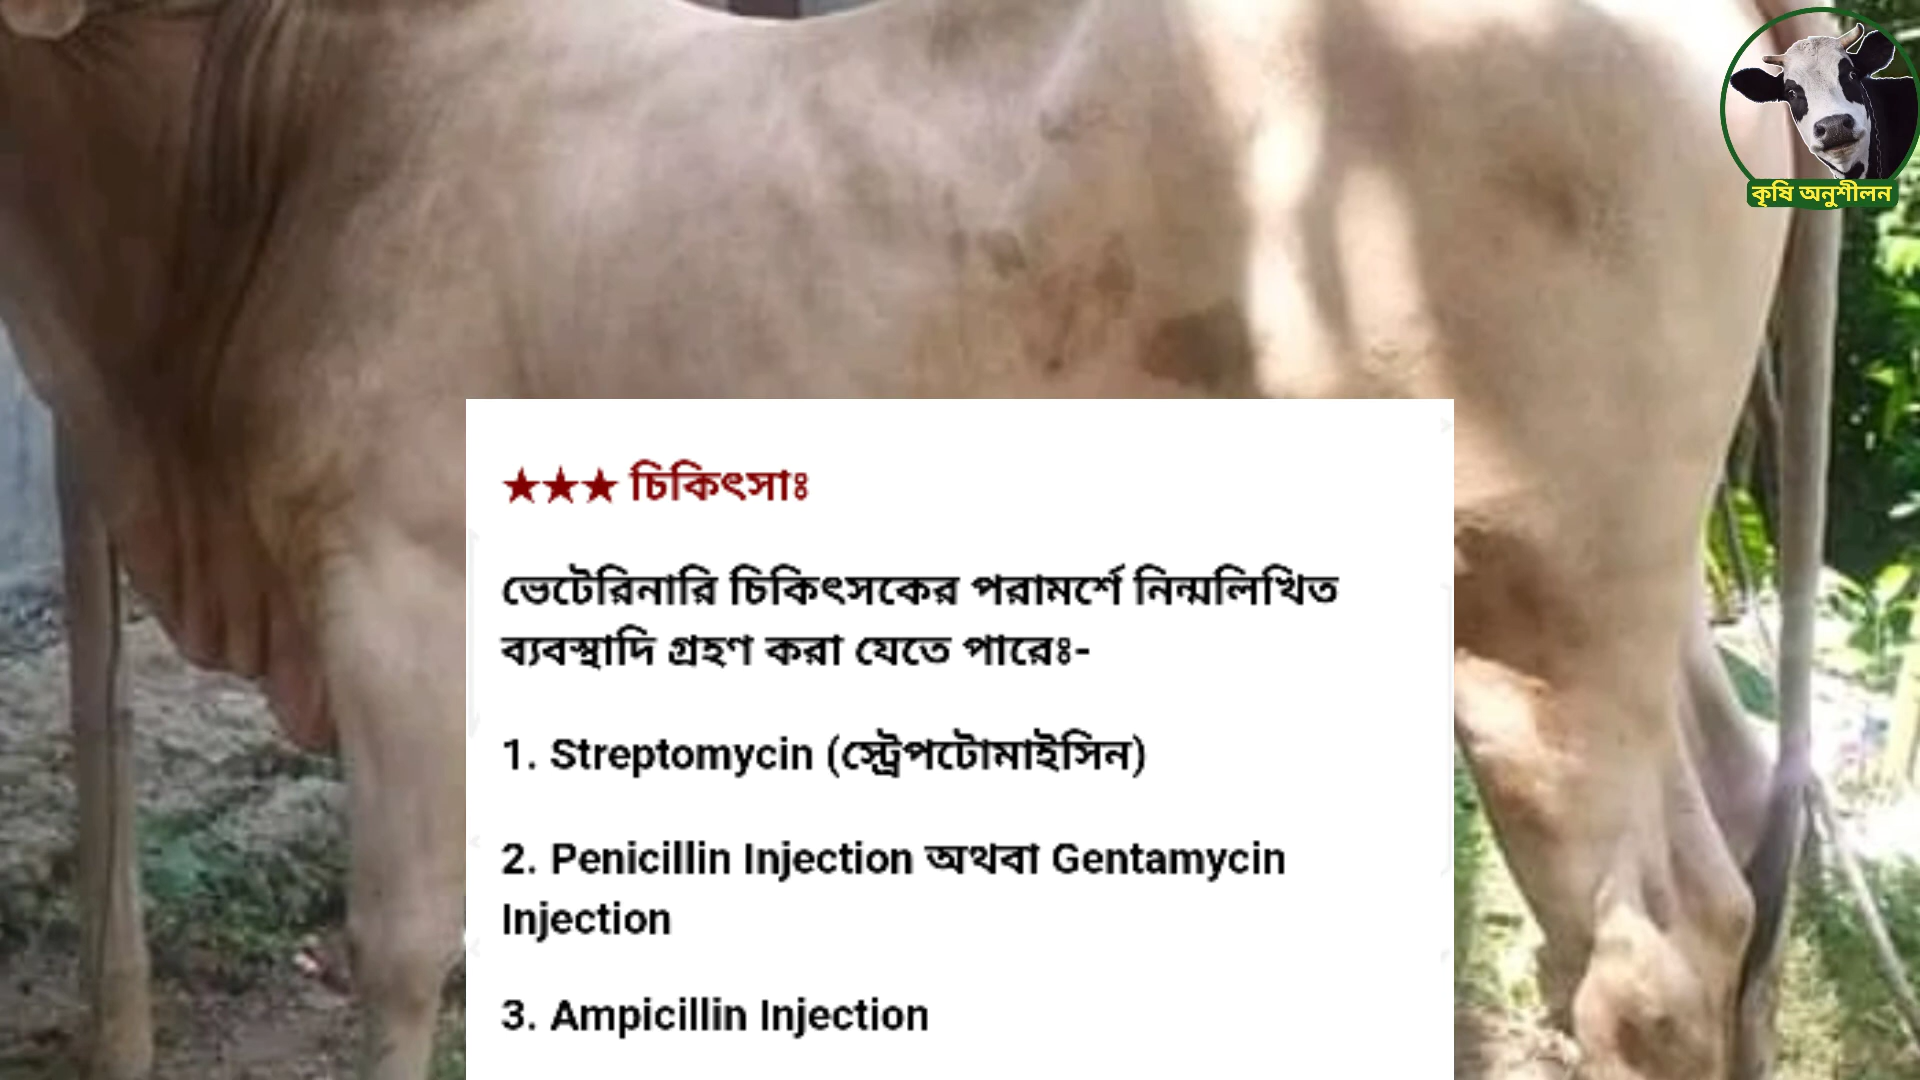 কৃষি অনুশীলন
★★★ চিকিৎসাঃ
ভেটেরিনারি চিকিৎসকের পরামর্শে নিন্মলিখিত
ব্যবস্থাদি গ্রহণ করা যেতে পারেঃ-
1. Streptomycin (স্ট্রেপটোমাইসিন)
2. Penicillin Injection অথবা Gentamycin
Injection
3. Ampicillin Injection